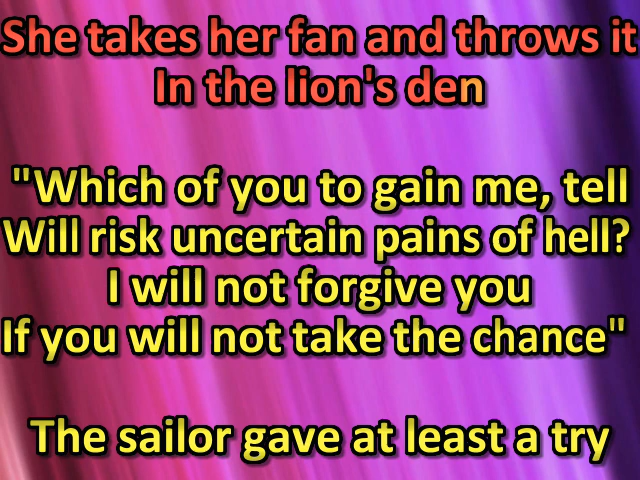 She takes her fan and throws it
In the lion's den
"Which of you to gain me, tell
Will risk uncertain pains of hell?
I will not forgive you
If you will not take the chance"
The sailor gave at least a try